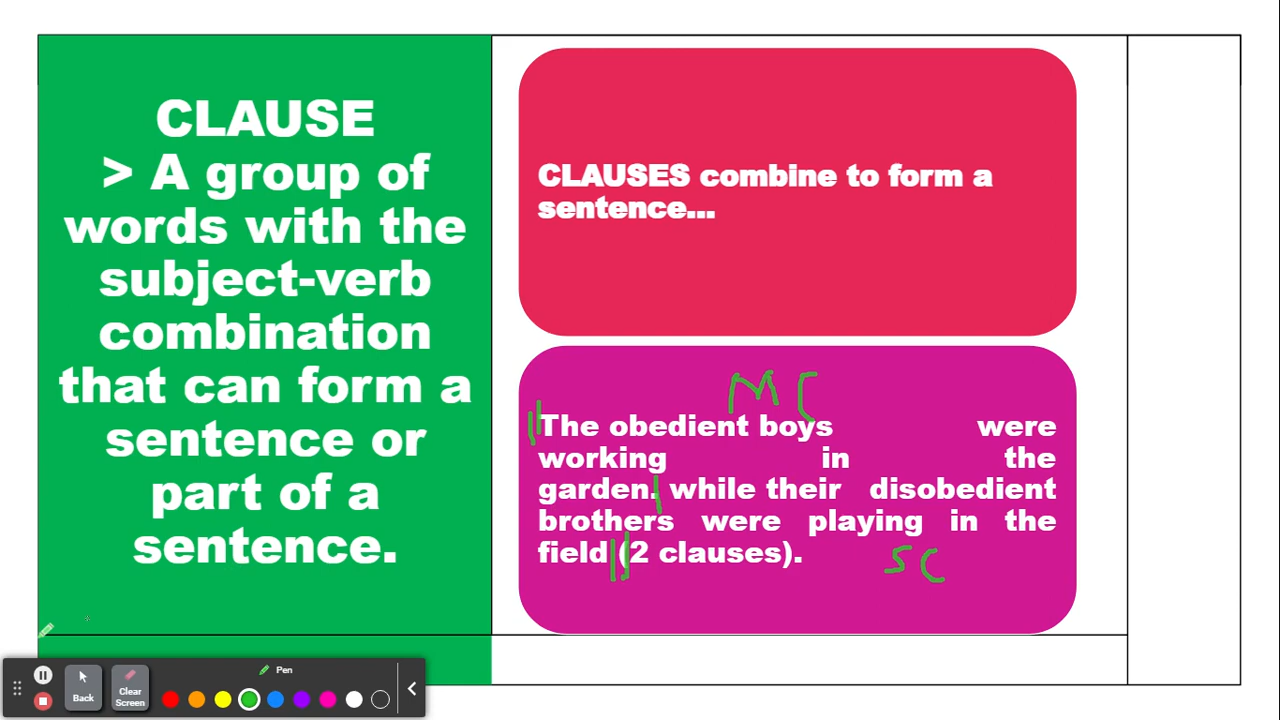 CLAUSE
> A group of
words with the
subject-verb
combination
that can form a
sentence or
part of a
sentence.
CLAUSES combine to form a
sentence...
M C
The obedient boys were
working in the
garden. while their disobedient
brothers were playing in the
field (2 clauses).
S C
Pen
Back
Clear
Screen